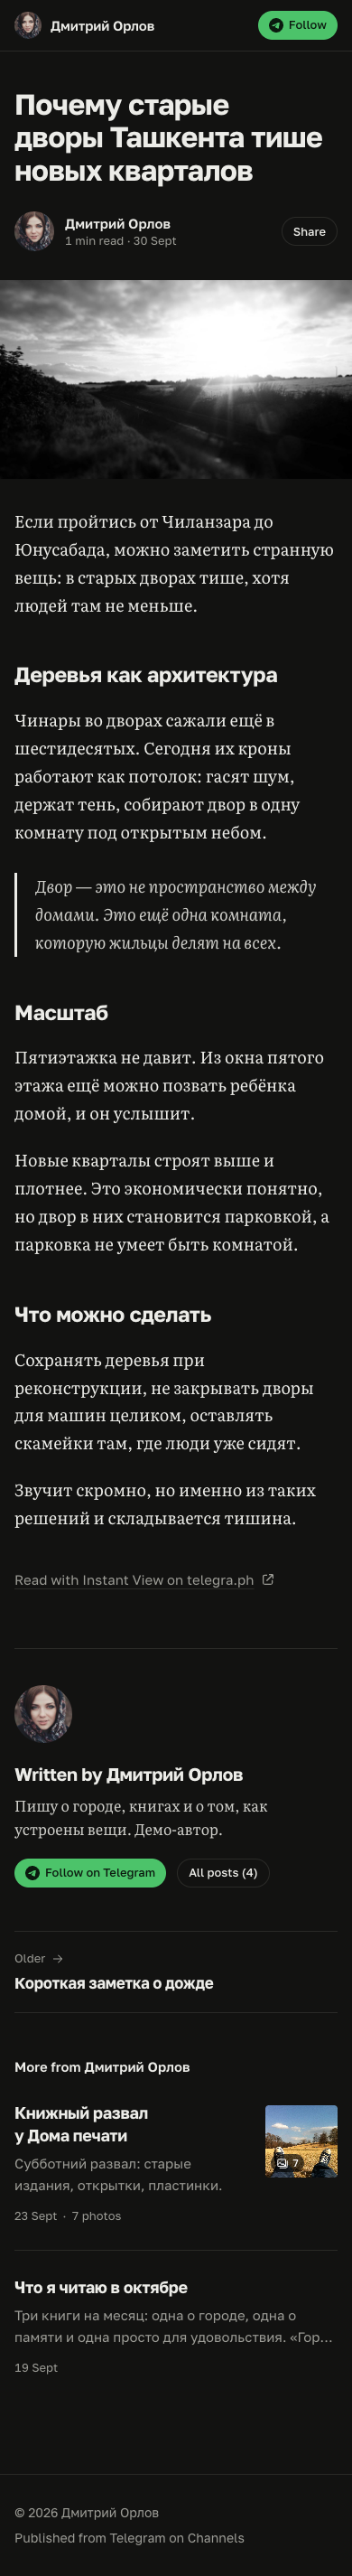 Дмитрий Орлов
Follow
Почему старые
дворы Ташкента тише
новых кварталов
Дмитрий Орлов
1 min read · 30 Sept
Share
Если пройтись от Чиланзара до
Юнусабада, можно заметить странную
вещь: в старых дворах тише, хотя
людей там не меньше.
Деревья как архитектура
Чинары во дворах сажали ещё в
шестидесятых. Сегодня их кроны
работают как потолок: гасят шум,
держат тень, собирают двор в одну
комнату под открытым небом.
Двор — это не пространство между
домами. Это ещё одна комната,
которую жильцы делят на всех.
Масштаб
Пятиэтажка не давит. Из окна пятого
этажа ещё можно позвать ребёнка
домой, и он услышит.
Новые кварталы строят выше и
плотнее. Это экономически понятно,
но двор в них становится парковкой, а
парковка не умеет быть комнатой.
Что можно сделать
Сохранять деревья при
реконструкции, не закрывать дворы
для машин целиком, оставлять
скамейки там, где люди уже сидят.
Звучит скромно, но именно из таких
решений и складывается тишина.
Read with Instant View on telegra.ph
Written by Дмитрий Орлов
Пишу о городе, книгах и о том, как
устроены вещи. Демо-автор.
Follow on Telegram
All posts (4)
Older →
Короткая заметка о дожде
More from Дмитрий Орлов
Книжный развал
у Дома печати
Субботний развал: старые
издания, открытки, пластинки.
23 Sept · 7 photos
7
Что я читаю в октябре
Три книги на месяц: одна о городе, одна о
памяти и одна просто для удовольствия. «Гор...
19 Sept
© 2026 Дмитрий Орлов
Published from Telegram on Channels